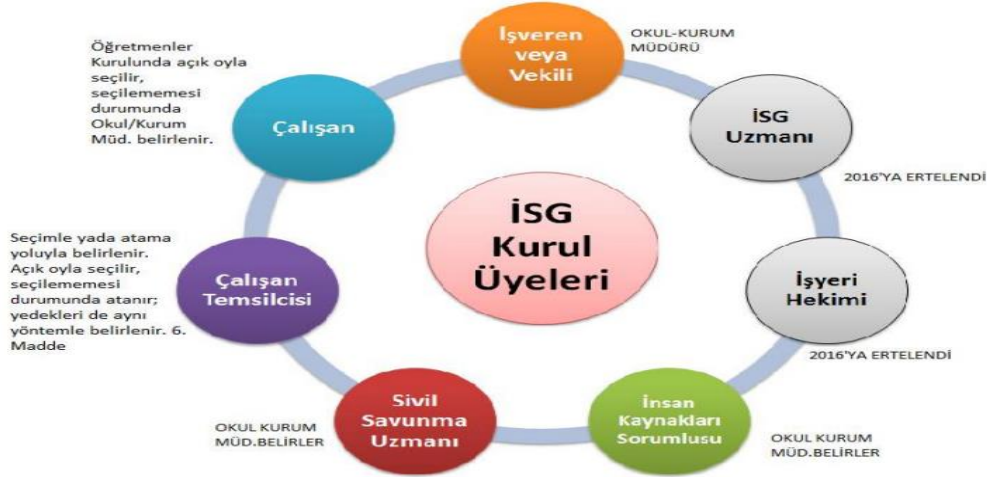 İşveren
veya
Vekili
OKUL-KURUM
MÜDÜRÜ
İSG
Uzmanı
2016'YA ERTELENDİ
İşyeri
Hekimi
2016'YA ERTELENDİ
İnsan
Kaynakları
Sorumlusu
OKUL KURUM
MÜD.BELİRLER
Sivil
Savunma
Uzmanı
OKUL KURUM
MÜD.BELİRLER
Çalışan
Temsilcisi
Seçimle yada atama
yoluyla belirlenir.
Açık oyla seçilir,
seçilememesi
durumunda atanır;
yedekleri de aynı
yöntemle belirlenir. 6.
Madde
Çalışan
Öğretmenler
Kurulunda açık oyla
seçilir,
seçilememesi
durumunda
Okul/Kurum
Müd. belirlenir.
İSG
Kurul
Üyeleri